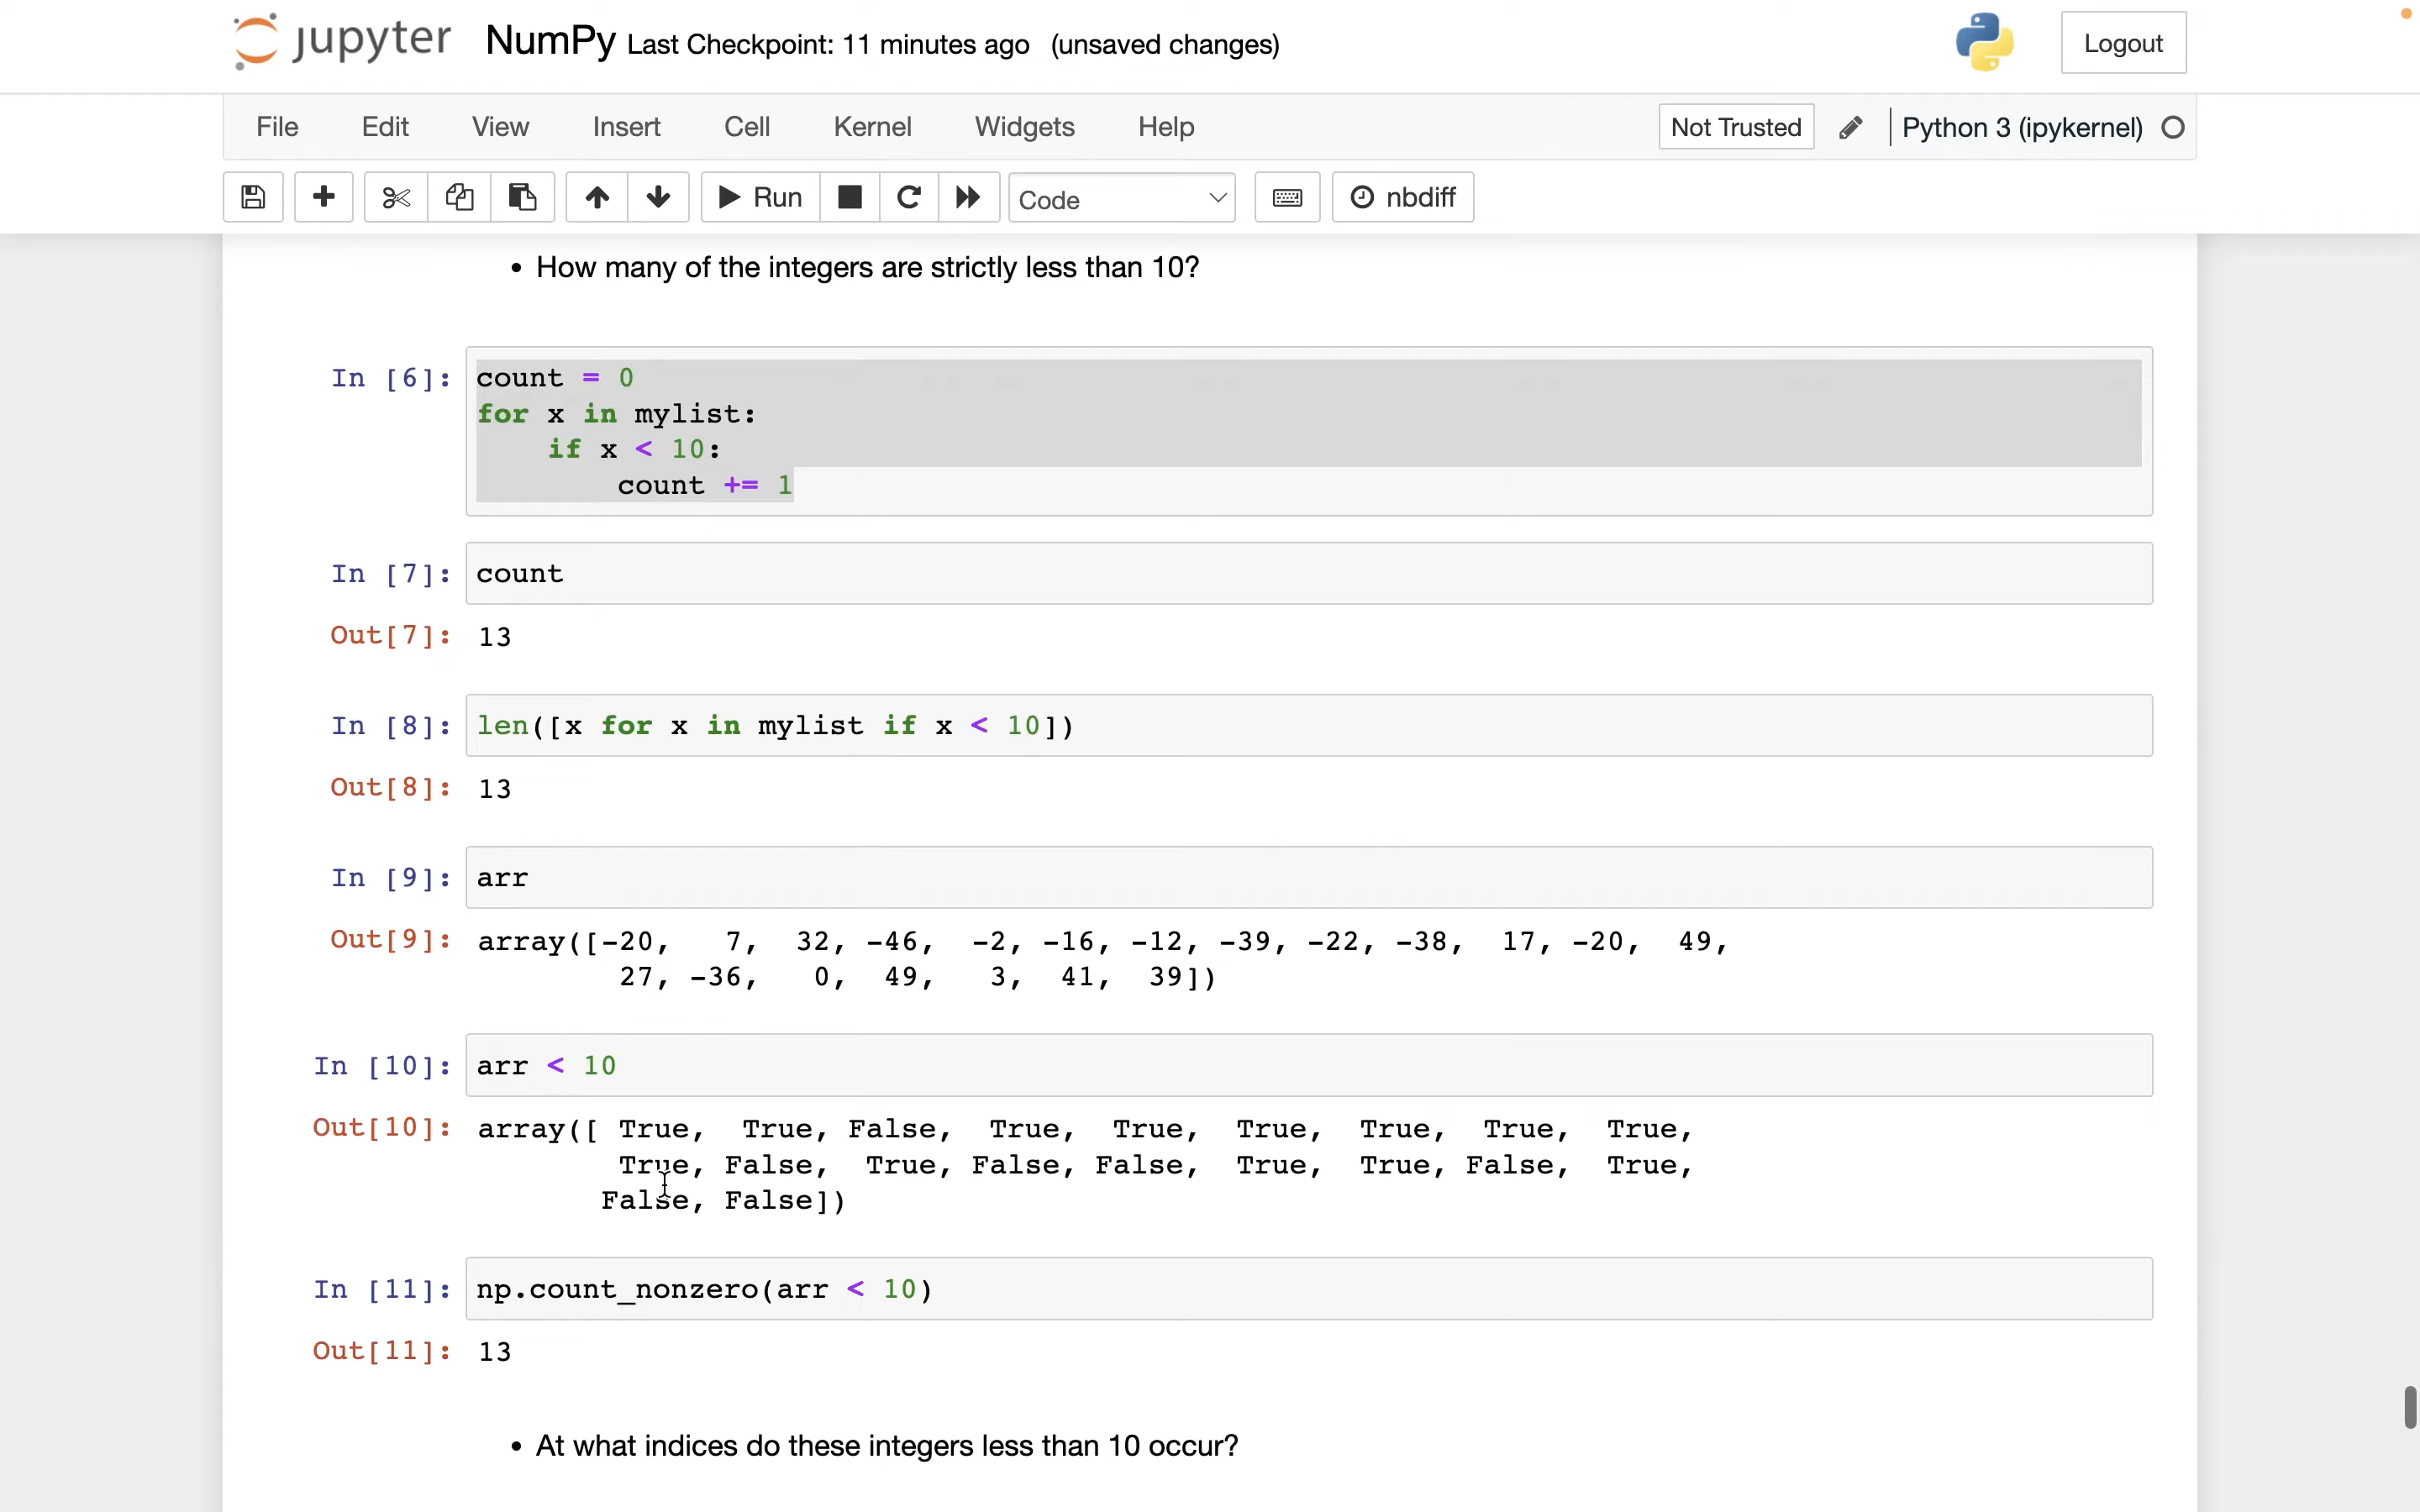 jupyter NumPy Last Checkpoint: 11 minutes ago (unsaved changes)
Logout
File Edit View Insert Cell Kernel Widgets Help
Not Trusted Python 3 (ipykernel)
Run Code nbdiff
• How many of the integers are strictly less than 10?
In [6]: count = 0
for x in mylist:
    if x < 10:
        count += 1
In [7]: count
Out[7]: 13
In [8]: len([x for x in mylist if x < 10])
Out[8]: 13
In [9]: arr
Out[9]: array([-20,   7,  32, -46,  -2, -16, -12, -39, -22, -38,  17, -20,  49,
        27, -36,   0,  49,   3,  41,  39])
In [10]: arr < 10
Out[10]: array([ True,  True, False,  True,  True,  True,  True,  True,  True,
        True, False,  True, False, False,  True,  True, False,  True,
       False, False])
In [11]: np.count_nonzero(arr < 10)
Out[11]: 13
• At what indices do these integers less than 10 occur?